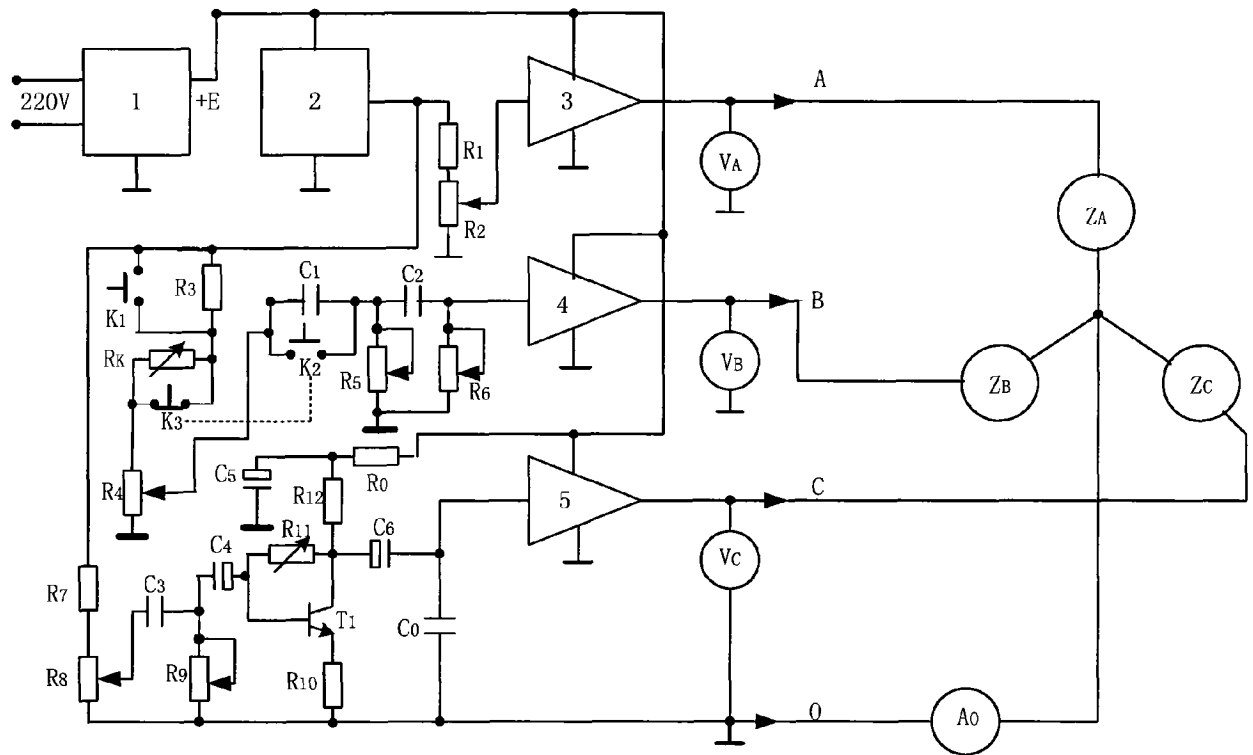 220V
1
+E
2
3
A
VA
ZA
R1
R2
K1
R3
RK
K3
R4
C1
K2
C2
R5
R6
4
B
VB
ZB
ZC
C5
R0
R12
R11
C6
5
C
VC
C4
C3
R7
R8
R9
T1
R10
C0
O
A0